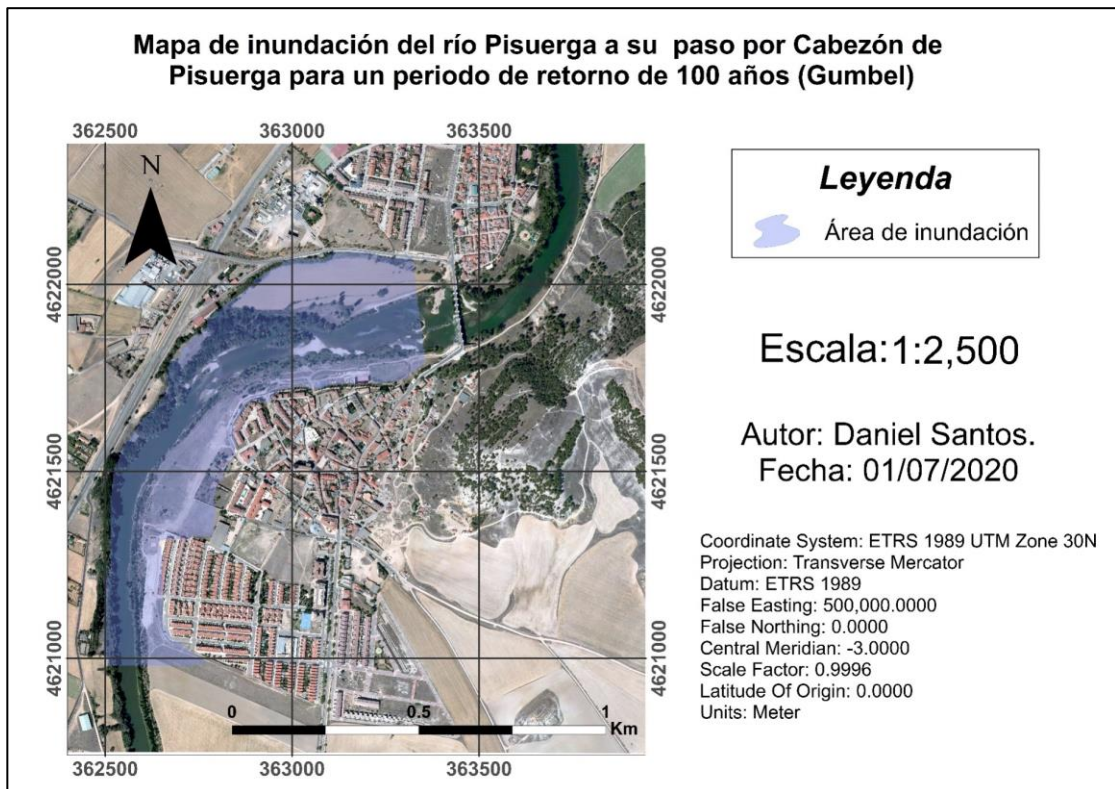 Mapa de inundación del río Pisuerga a su  paso por Cabezón de
Pisuerga para un periodo de retorno de 100 años (Gumbel)
362500 363000 363500
N
Leyenda
Área de inundación
4622000 4622000
Escala:1:2,500
Autor: Daniel Santos.
Fecha: 01/07/2020
4621500 4621500
Coordinate System: ETRS 1989 UTM Zone 30N
Projection: Transverse Mercator
Datum: ETRS 1989
False Easting: 500,000.0000
False Northing: 0.0000
Central Meridian: -3.0000
Scale Factor: 0.9996
Latitude Of Origin: 0.0000
Units: Meter
4621000 4621000
0 0.5 1
Km
362500 363000 363500